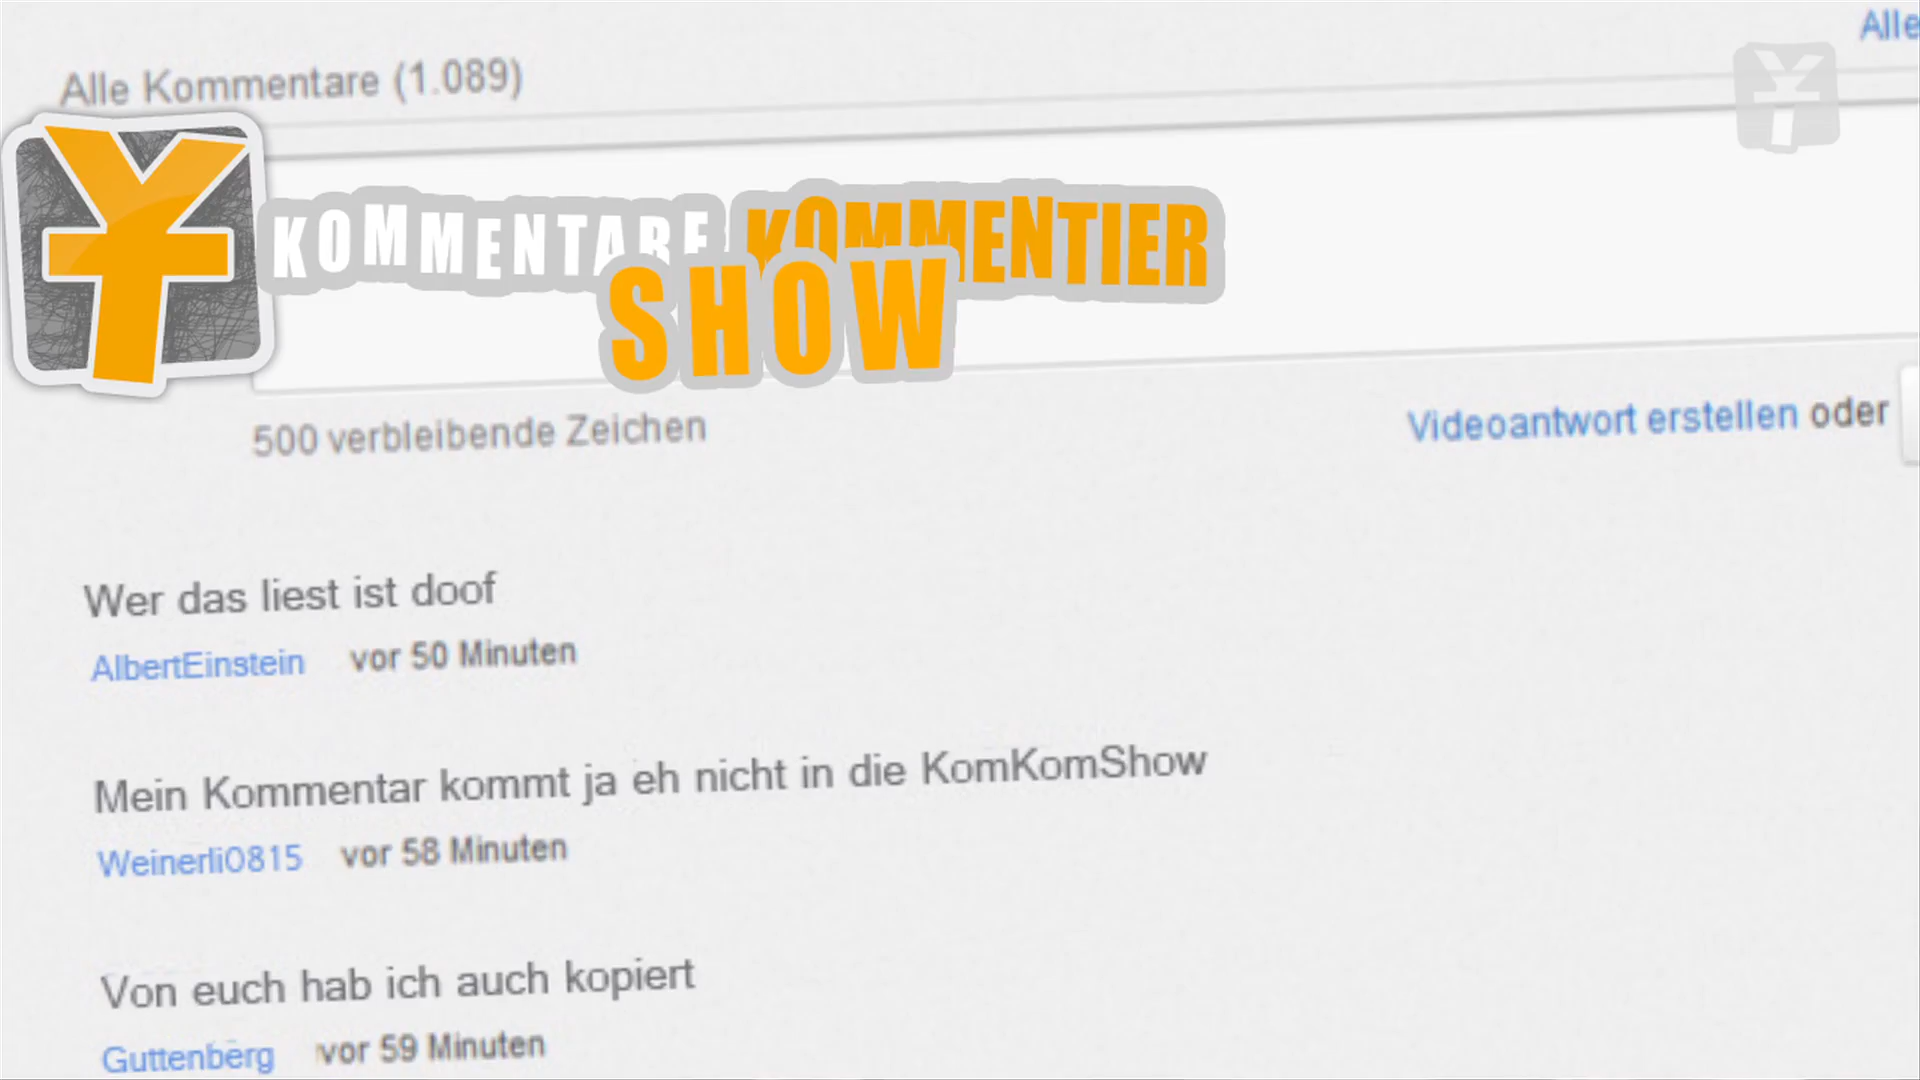 Alle
Alle Kommentare (1.089)
KOMMENTARE KOMMENTIER
SHOW
500 verbleibende Zeichen
Videoantwort erstellen oder
Wer das liest ist doof
AlbertEinstein vor 50 Minuten
Mein Kommentar kommt ja eh nicht in die KomKomShow
Weinerli0815 vor 58 Minuten
Von euch hab ich auch kopiert
Guttenberg vor 59 Minuten